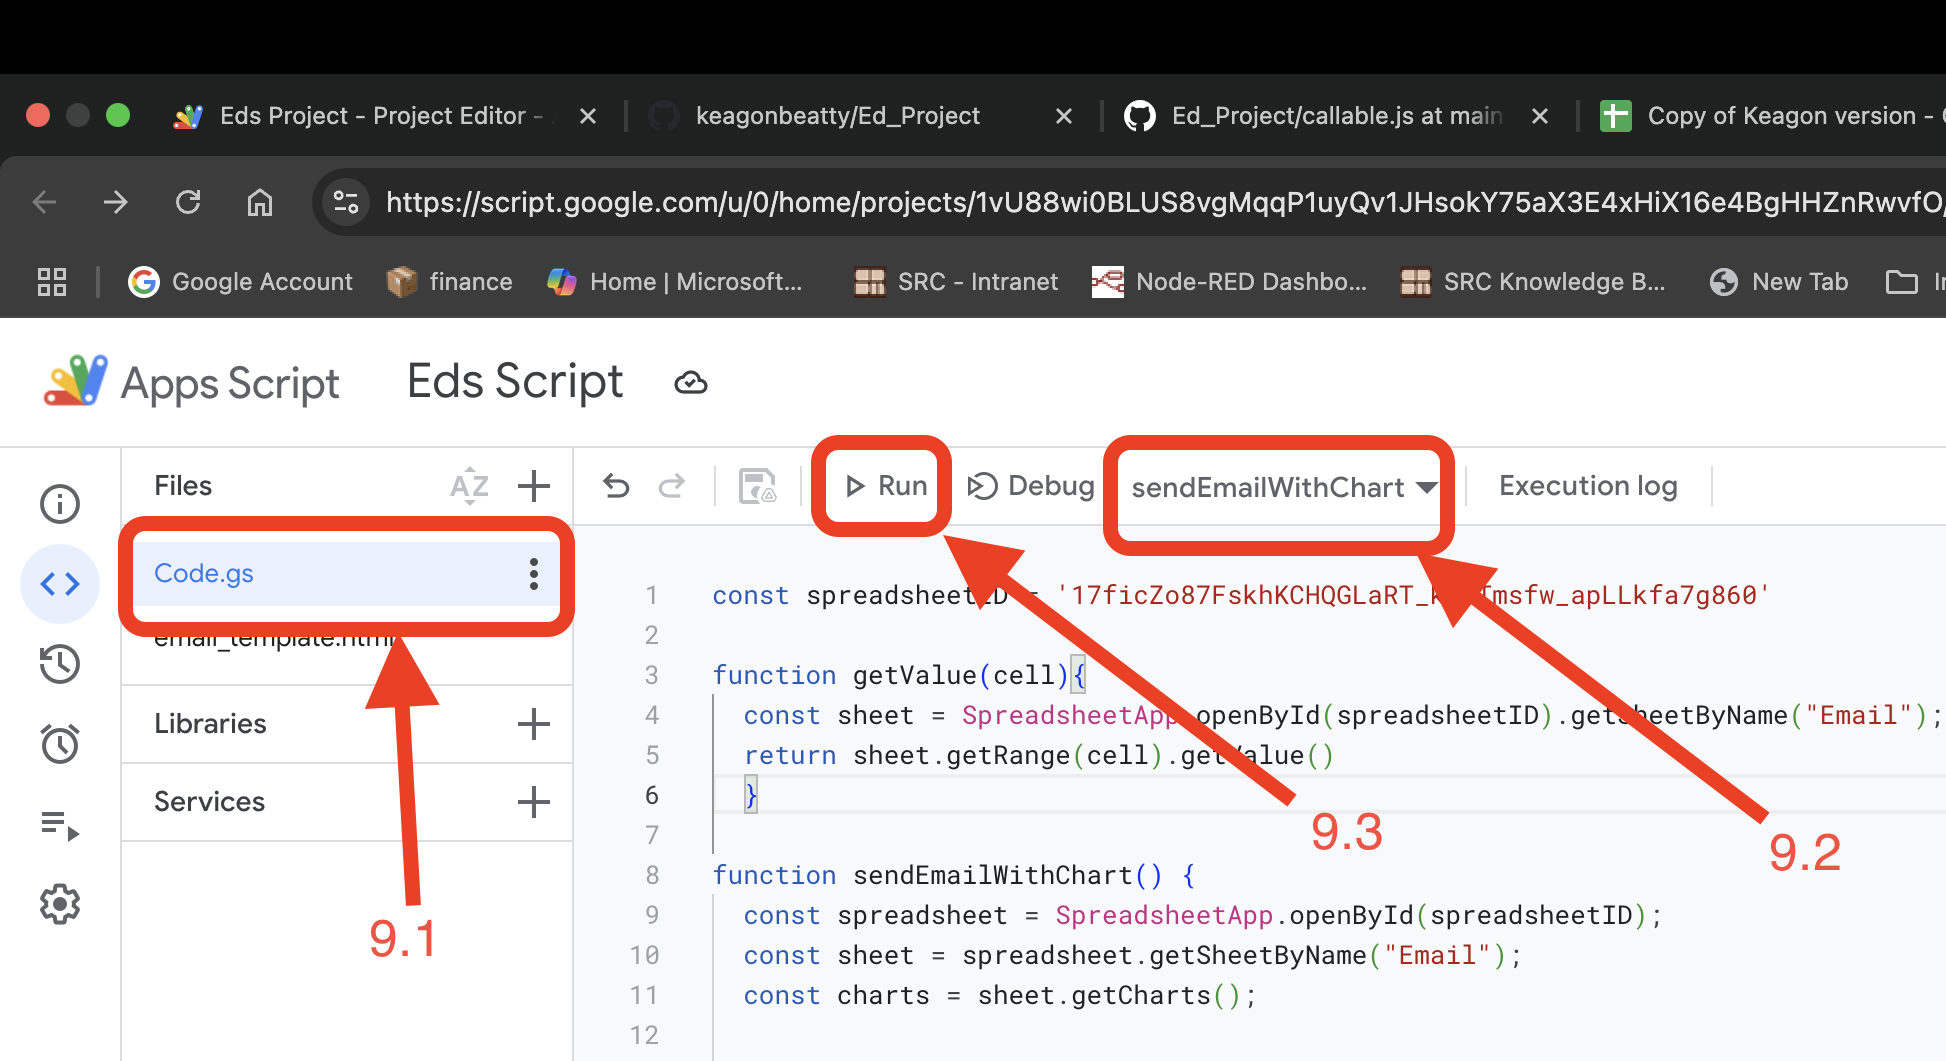 Eds Project - Project Editor -
keagonbeatty/Ed_Project
Ed_Project/callable.js at main
Copy of Keagon version -
https://script.google.com/u/0/home/projects/1vU88wi0BLUS8vgMqqP1uyQv1JHsokY75aX3E4xHiX16e4BgHHZnRwvfO/
Google Account
finance
Home | Microsoft...
SRC - Intranet
Node-RED Dashbo...
SRC Knowledge B...
New Tab
Apps Script
Eds Script
Files
AZ
Run
Debug
sendEmailWithChart
Execution log
Code.gs
email_template.html
Libraries
Services
1 const spreadsheetID = '17ficZo87FskhKCHQGLaRT_
msfw_apLLkfa7g860'
2
3 function getValue(cell){
4 const sheet = SpreadsheetApp.openById(spreadsheetID).getSheetByName("Email");
5 return sheet.getRange(cell).getValue()
6 }
7
8 function sendEmailWithChart() {
9 const spreadsheet = SpreadsheetApp.openById(spreadsheetID);
10 const sheet = spreadsheet.getSheetByName("Email");
11 const charts = sheet.getCharts();
12
9.1
9.3
9.2